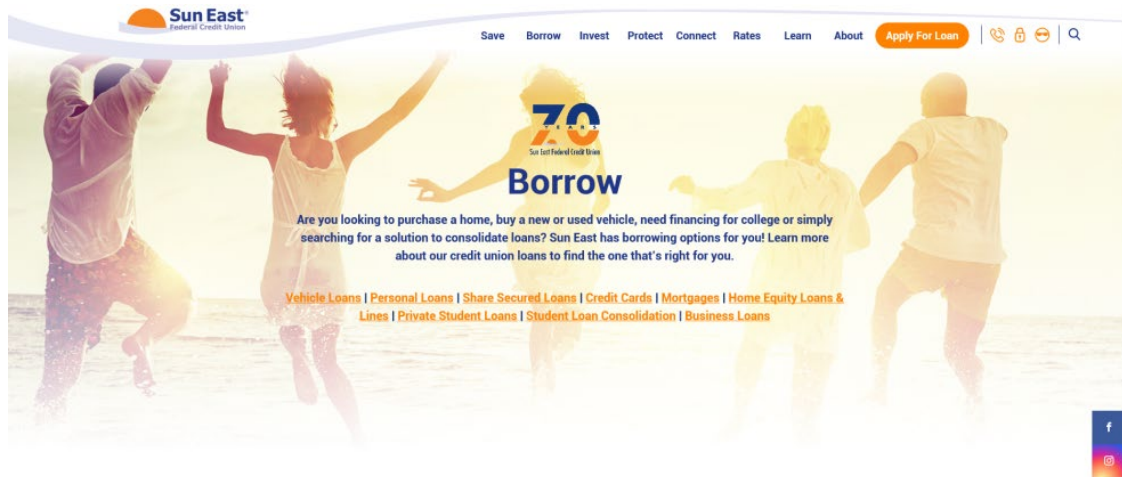 Sun East®
Federal Credit Union
Save Borrow Invest Protect Connect Rates Learn About Apply For Loan
70
YEARS
Sun East Federal Credit Union
Borrow
Are you looking to purchase a home, buy a new or used vehicle, need financing for college or simply
searching for a solution to consolidate loans? Sun East has borrowing options for you! Learn more
about our credit union loans to find the one that's right for you.
Vehicle Loans | Personal Loans | Share Secured Loans | Credit Cards | Mortgages | Home Equity Loans &
Lines | Private Student Loans | Student Loan Consolidation | Business Loans
f